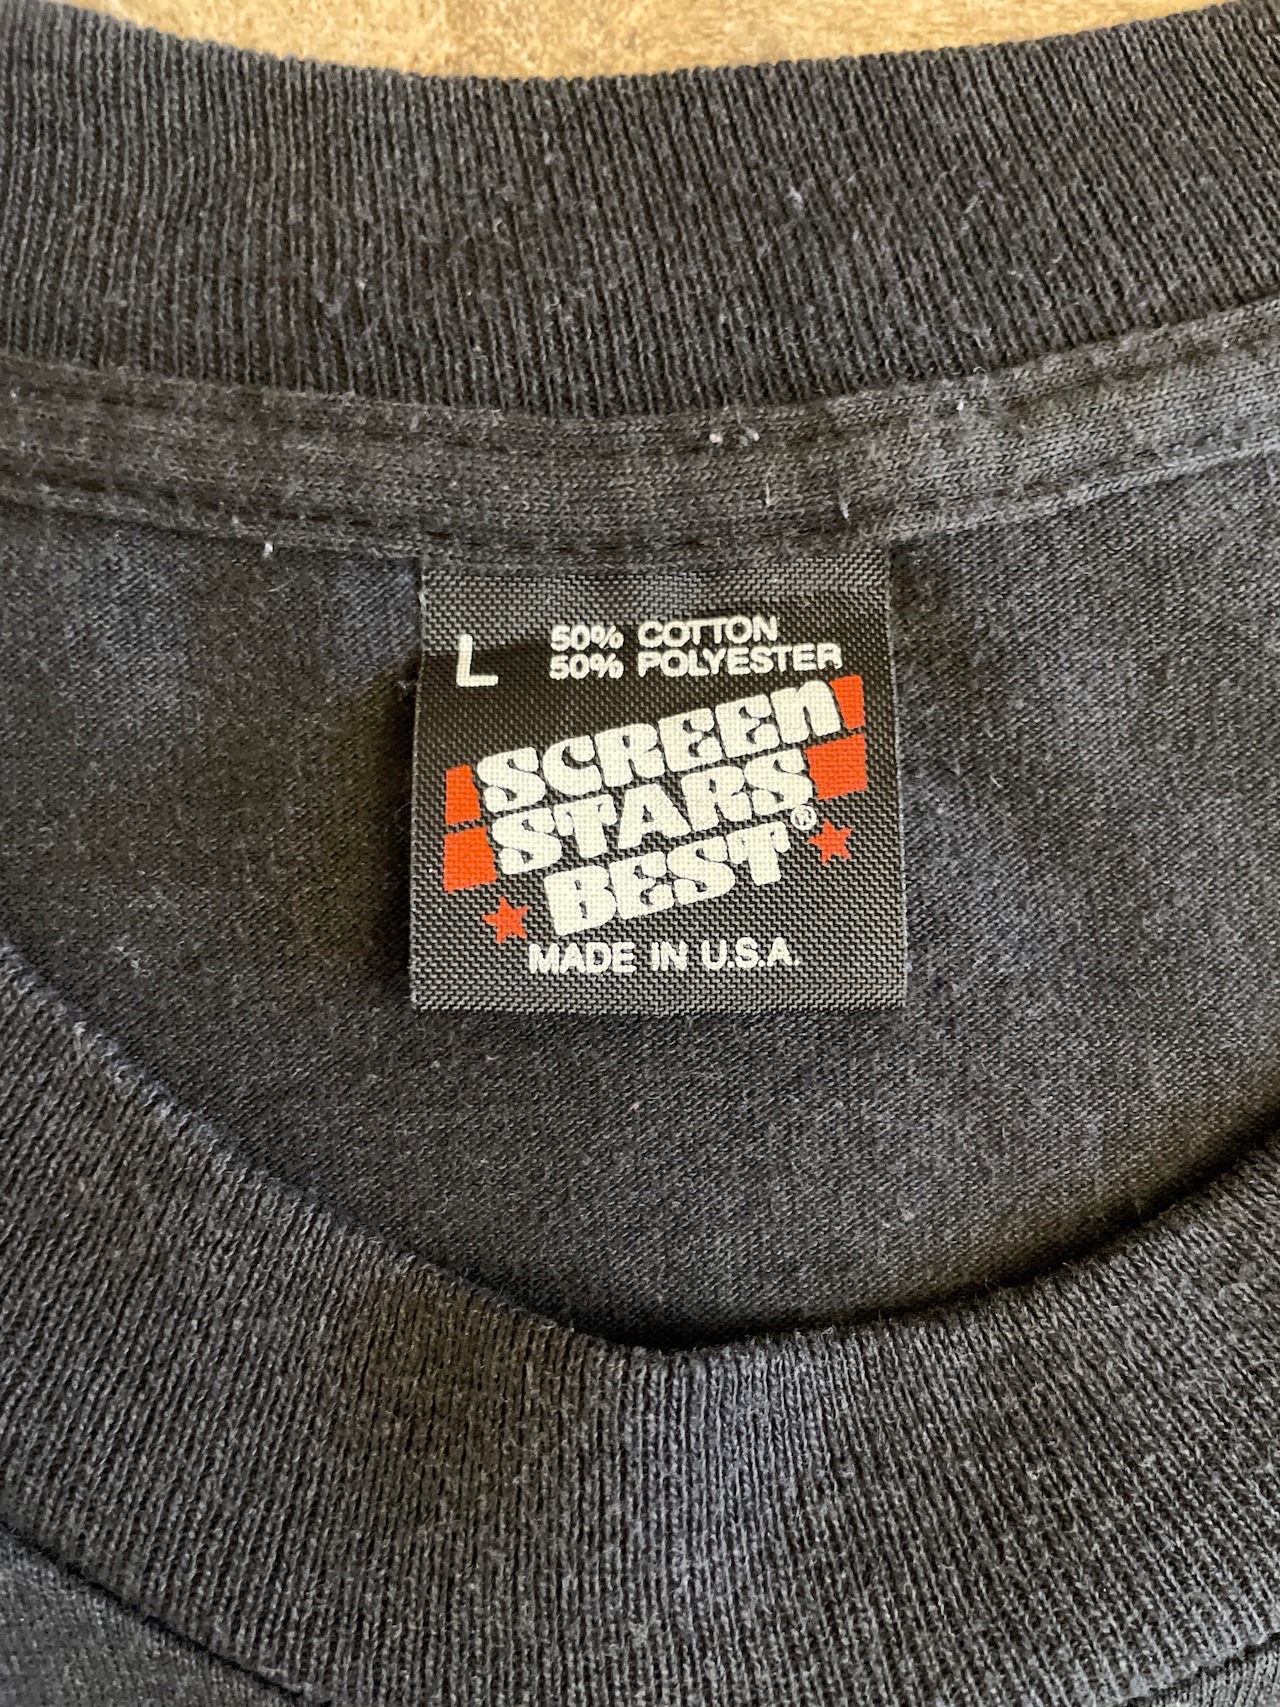 L
50% COTTON
50% POLYESTER
SCREEN
STARS
BEST®
MADE IN U.S.A.